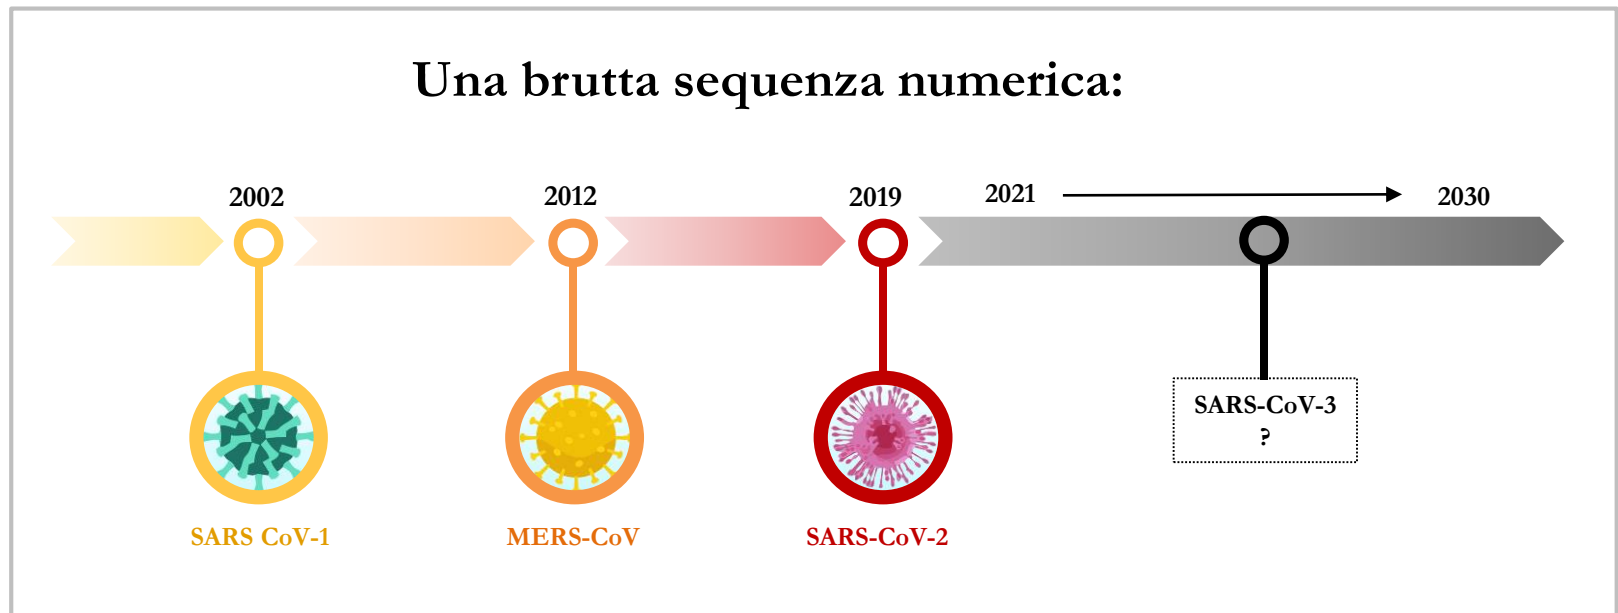 Una brutta sequenza numerica:
2002
2012
2019
2021
2030
SARS-CoV-3
?
SARS CoV-1
MERS-CoV
SARS-CoV-2